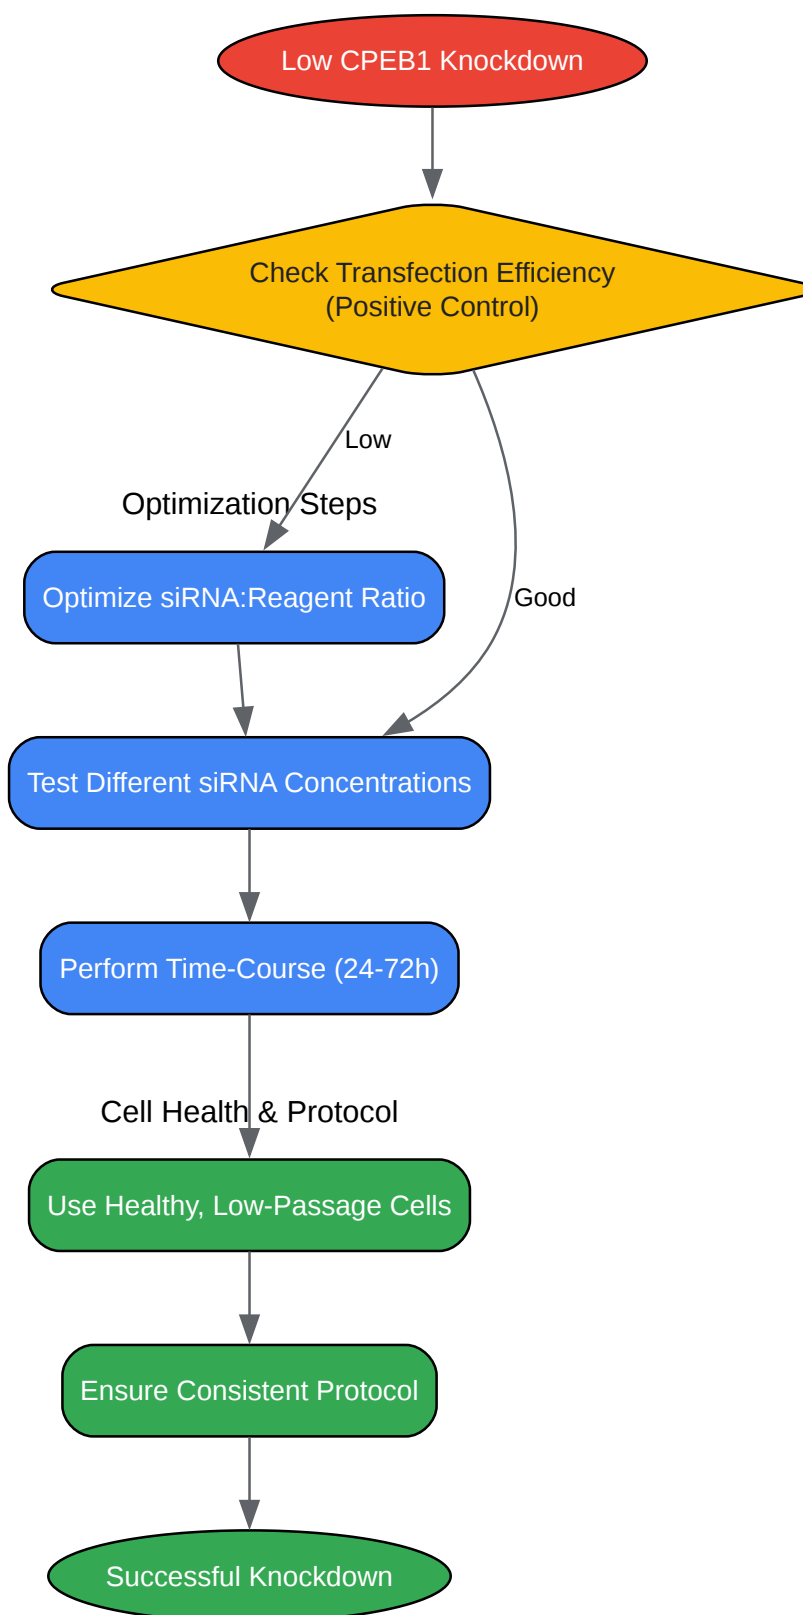 Low CPEB1 Knockdown
Check Transfection Efficiency
(Positive Control)
Low
Optimization Steps
Optimize siRNA:Reagent Ratio
Good
Test Different siRNA Concentrations
Perform Time-Course (24-72h)
Cell Health & Protocol
Use Healthy, Low-Passage Cells
Ensure Consistent Protocol
Successful Knockdown